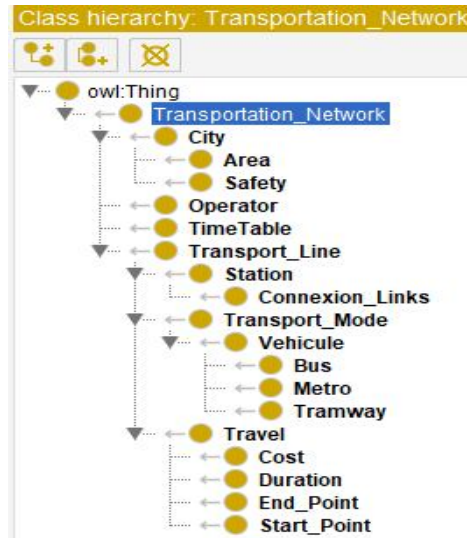 Class hierarchy: Transportation_Network
owl:Thing
Transportation_Network
City
Area
Safety
Operator
TimeTable
Transport_Line
Station
Connexion_Links
Transport_Mode
Vehicule
Bus
Metro
Tramway
Travel
Cost
Duration
End_Point
Start_Point